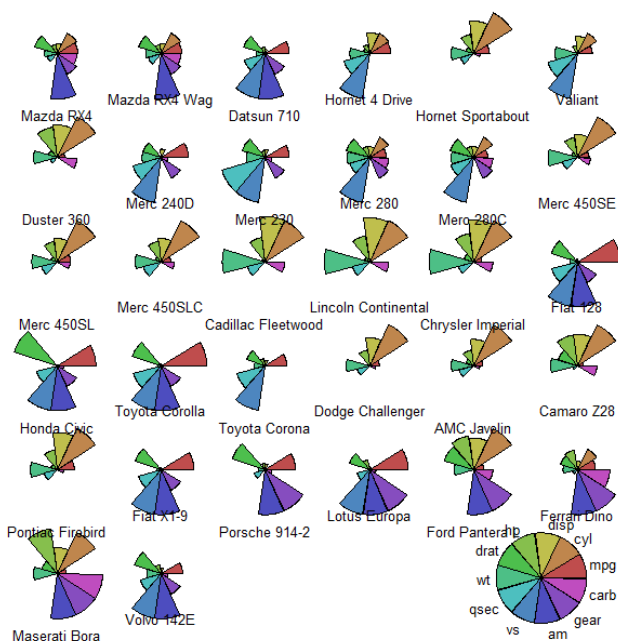 Mazda RX4
Mazda RX4 Wag
Datsun 710
Hornet 4 Drive
Hornet Sportabout
Valiant
Duster 360
Merc 240D
Merc 230
Merc 280
Merc 280C
Merc 450SE
Merc 450SL
Merc 450SLC
Cadillac Fleetwood
Lincoln Continental
Chrysler Imperial
Fiat 128
Honda Civic
Toyota Corolla
Toyota Corona
Dodge Challenger
AMC Javelin
Camaro Z28
Pontiac Firebird
Fiat X1-9
Porsche 914-2
Lotus Europa
Ford Pantera L
Ferrari Dino
Maserati Bora
Volvo 142E
mpg
cyl
disp
hp
drat
wt
qsec
vs
am
gear
carb